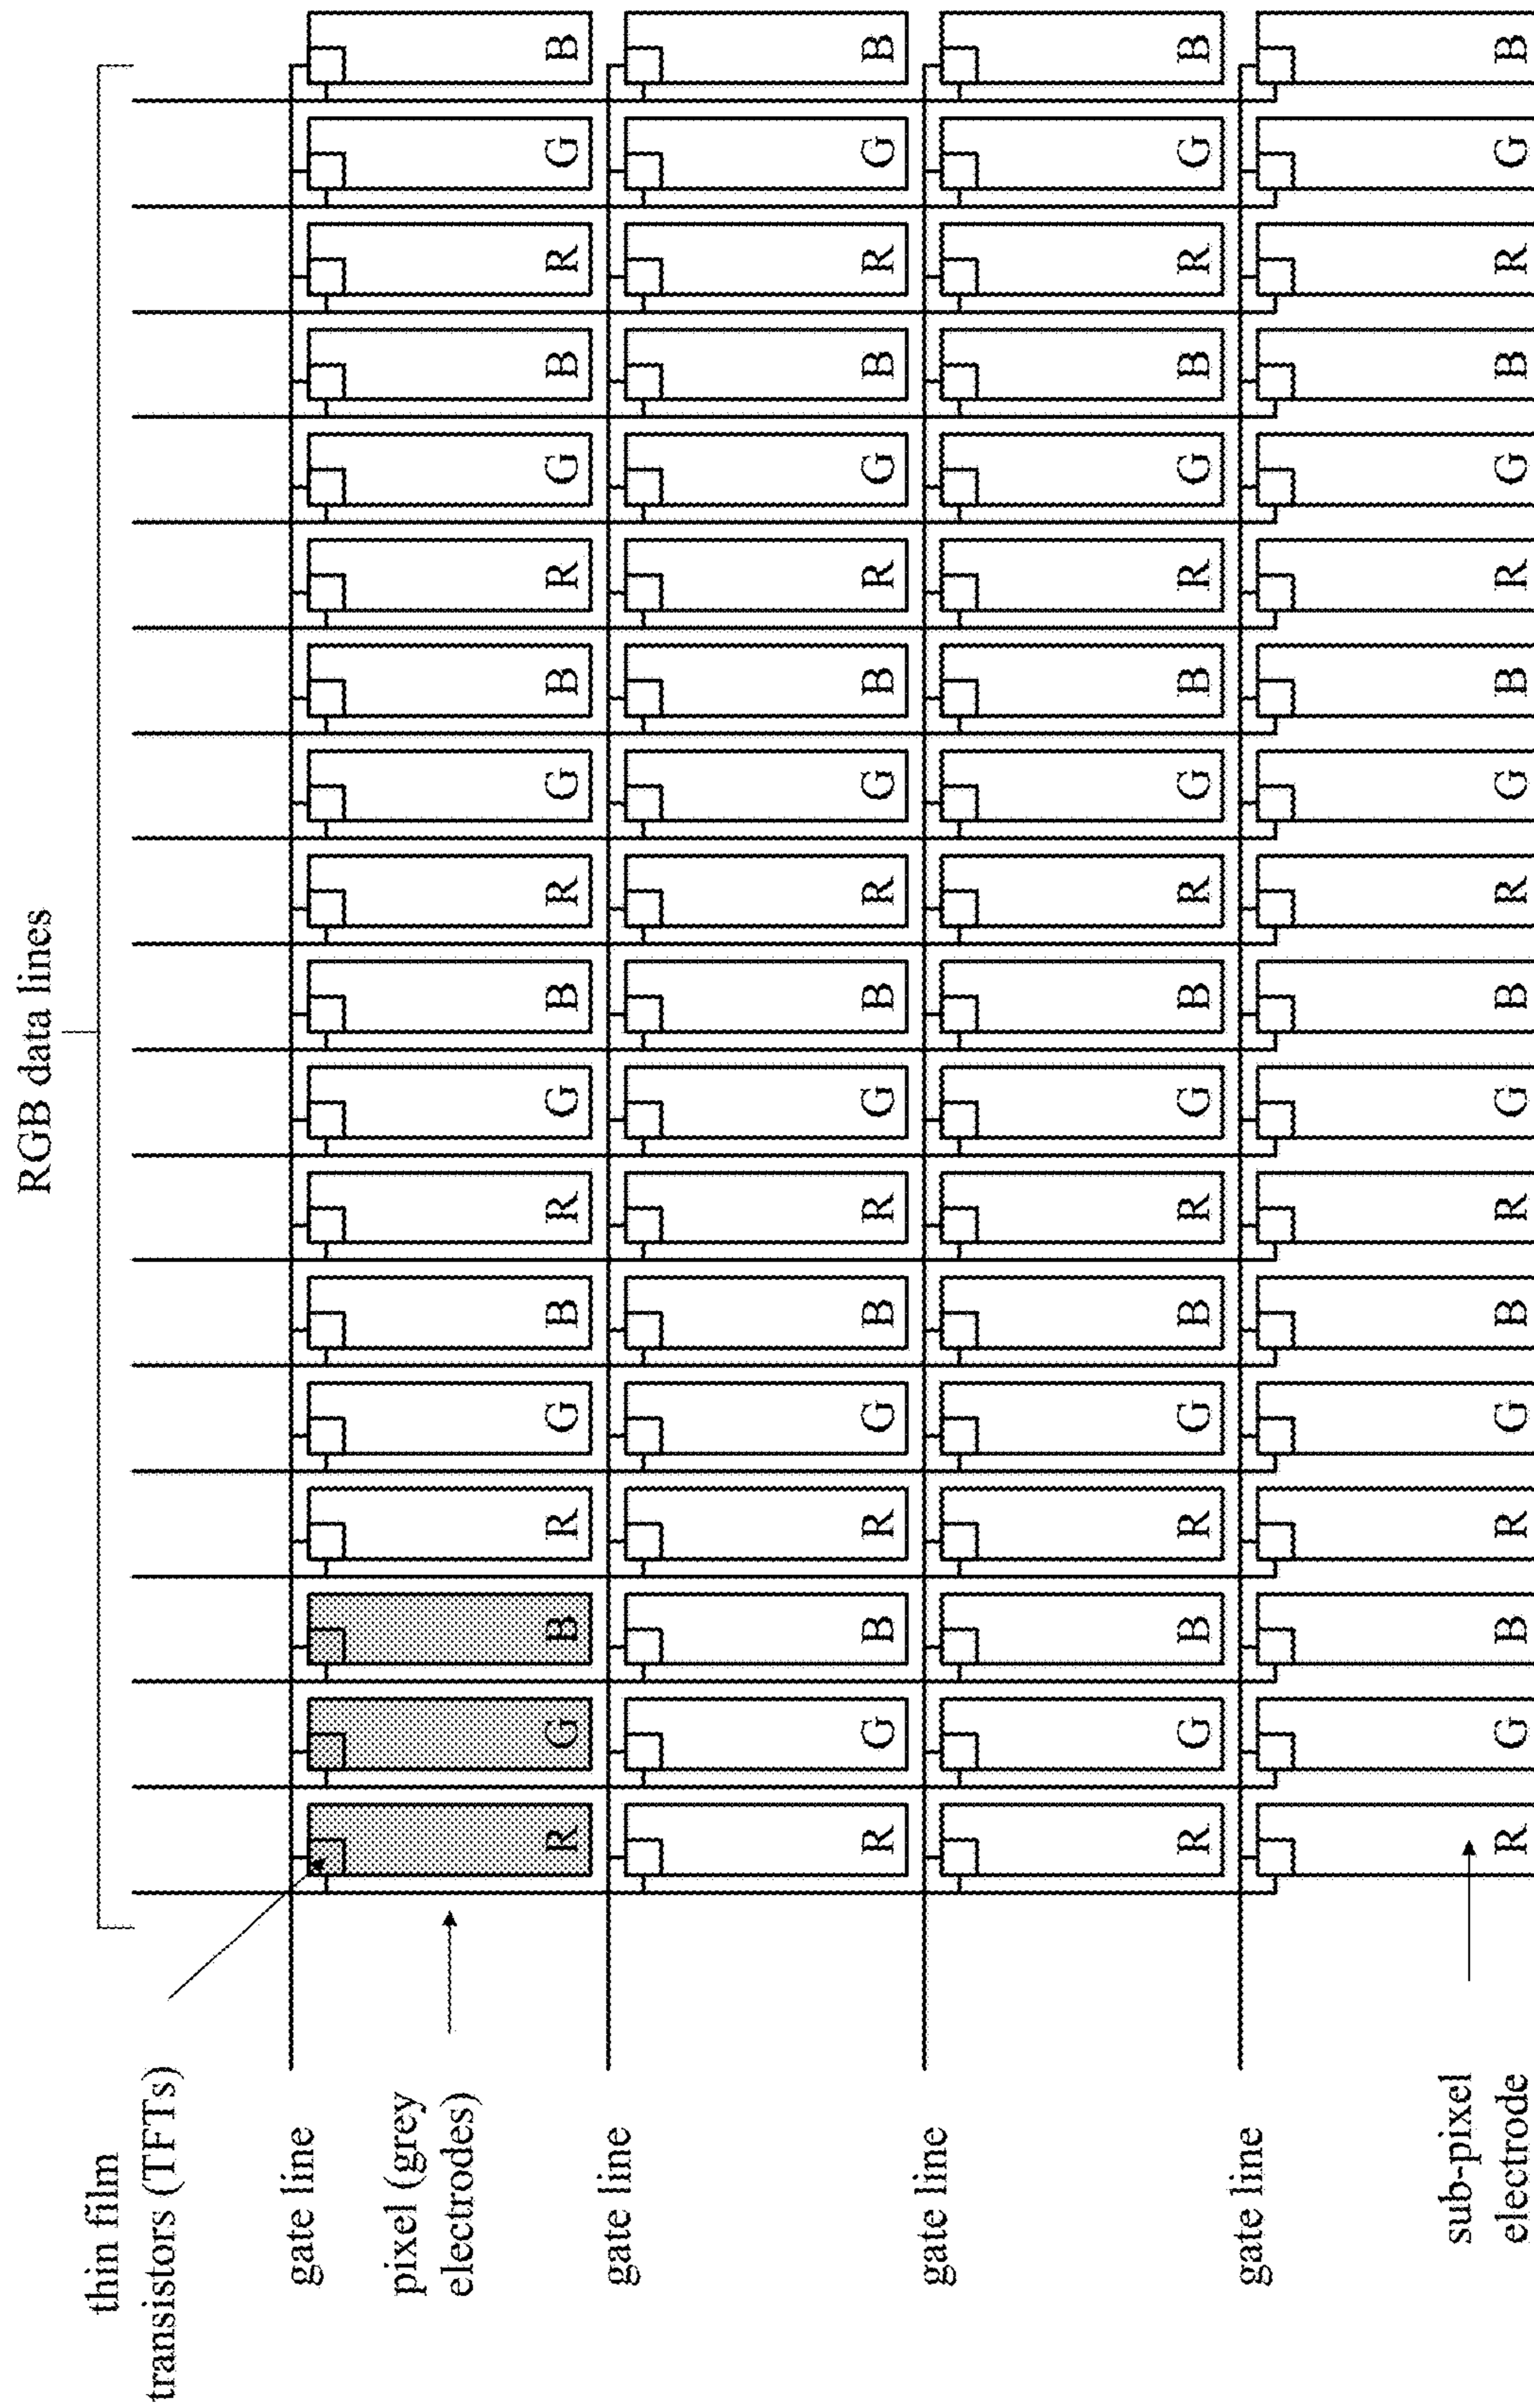 RGB data lines
thin film
transistors (TFTs)
gate line
pixel (grey
electrodes)
R G B R G B R G B R G B R G B R G B
gate line
R G B R G B R G B R G B R G B R G B
gate line
R G B R G B R G B R G B R G B R G B
gate line
sub-pixel
electrode
R G B R G B R G B R G B R G B R G B